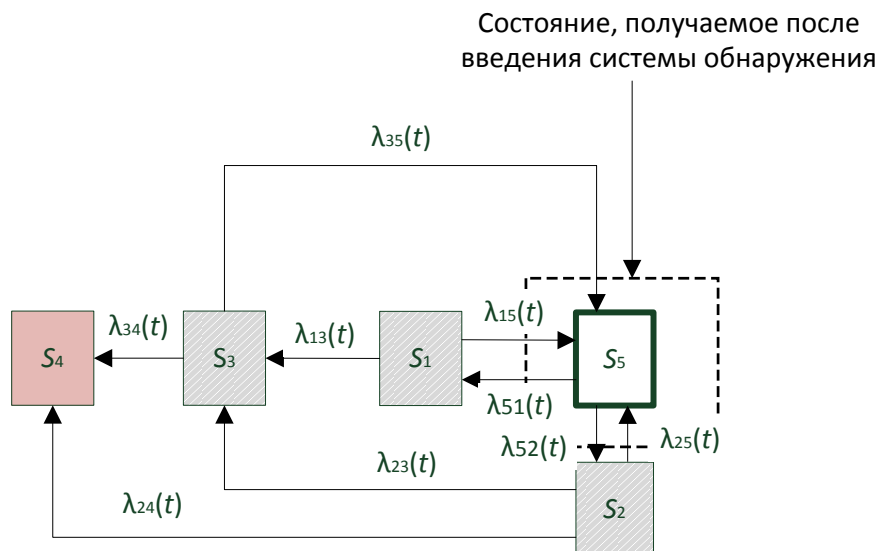 Состояние, получаемое после
введения системы обнаружения
λ35(t)
λ34(t)
λ13(t)
λ15(t)
S4
S3
S1
S5
λ51(t)
λ52(t)
λ25(t)
λ23(t)
λ24(t)
S2